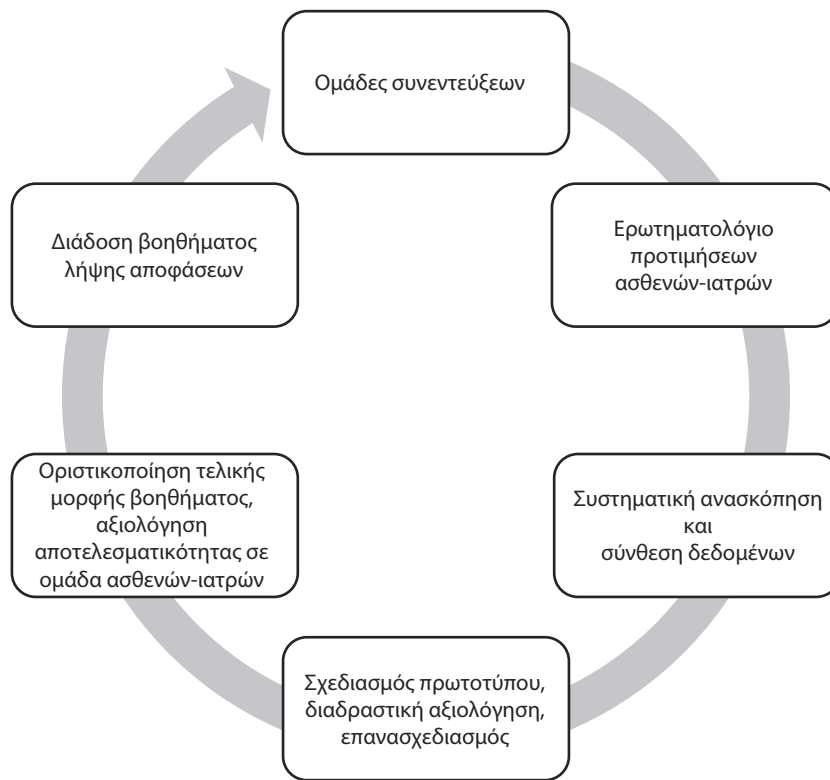 Ομάδες συνεντεύξεων
Ερωτηματολόγιο
προτιμήσεων
ασθενών-ιατρών
Συστηματική ανασκόπηση
και
σύνθεση δεδομένων
Σχεδιασμός πρωτοτύπου,
διαδραστική αξιολόγηση,
επανασχεδιασμός
Οριστικοποίηση τελικής
μορφής βοηθήματος,
αξιολόγηση
αποτελεσματικότητας σε
ομάδα ασθενών-ιατρών
Διάδοση βοηθήματος
λήψης αποφάσεων